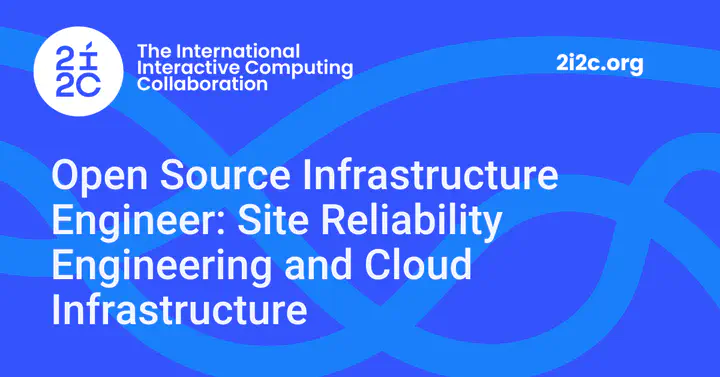 2i
2C
The International
Interactive Computing
Collaboration
2i2c.org
Open Source Infrastructure
Engineer: Site Reliability
Engineering and Cloud
Infrastructure